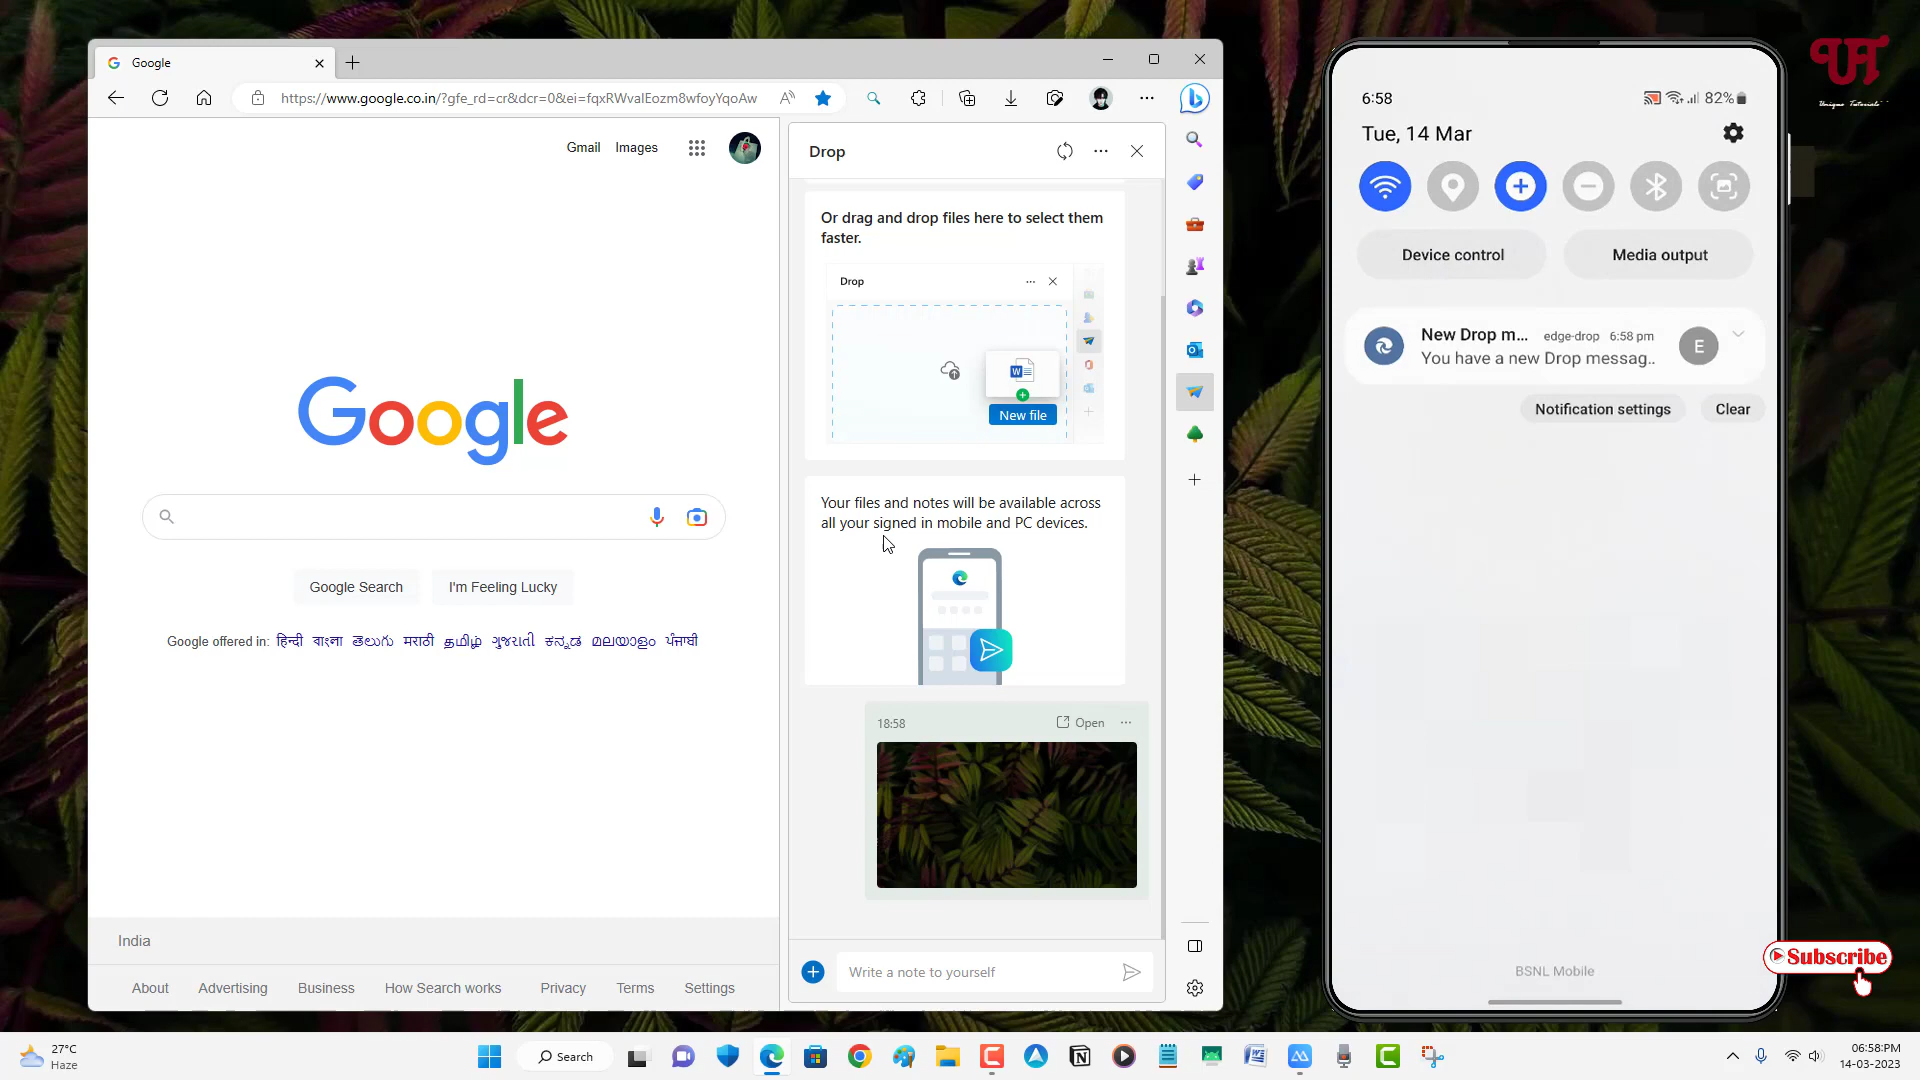 Google
https://www.google.co.in/?gfe_rd=cr&dcr=0&ei=fqxRWvalEozm8wfoyYqoAw
Gmail
Images
Google
Google Search
I'm Feeling Lucky
Google offered in: हिन्दी বাংলা తెలుగు मराठी தமிழ் ગુજરાતી ಕನ್ನಡ മലയാളം ਪੰਜਾਬੀ
India
About
Advertising
Business
How Search works
Privacy
Terms
Settings
Drop
Or drag and drop files here to select them
faster.
Drop
New file
Your files and notes will be available across
all your signed in mobile and PC devices.
18:58
Open
Write a note to yourself
6:58
82%
Tue, 14 Mar
Device control
Media output
New Drop m...
edge-drop
6:58 pm
You have a new Drop messag..
E
Notification settings
Clear
BSNL Mobile
UT
Unique Tutorials
Subscribe
27°C
Haze
Search
06:58PM
14-03-2023